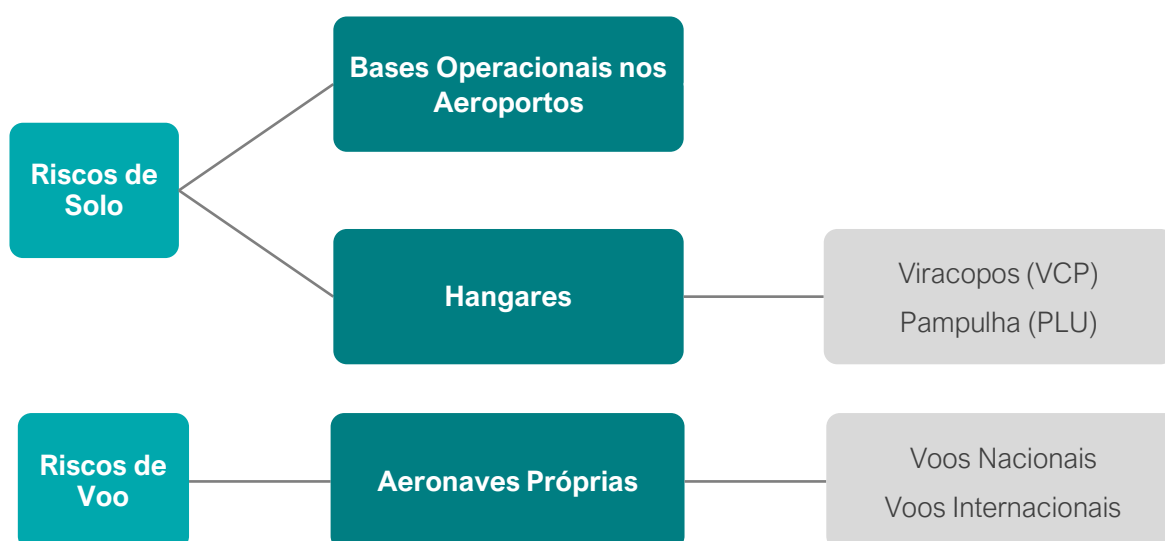 Bases Operacionais nos
Aeroportos
Riscos de
Solo
Hangares
Viracopos (VCP)
Pampulha (PLU)
Riscos de
Voo
Aeronaves Próprias
Voos Nacionais
Voos Internacionais